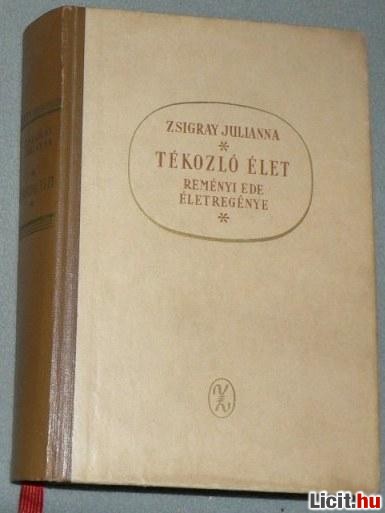 ZSIGRAY JULIANNA
*
TÉKOZLÓ ÉLET
REMÉNYI EDE
ÉLETREGÉNYE
*
Licit.hu